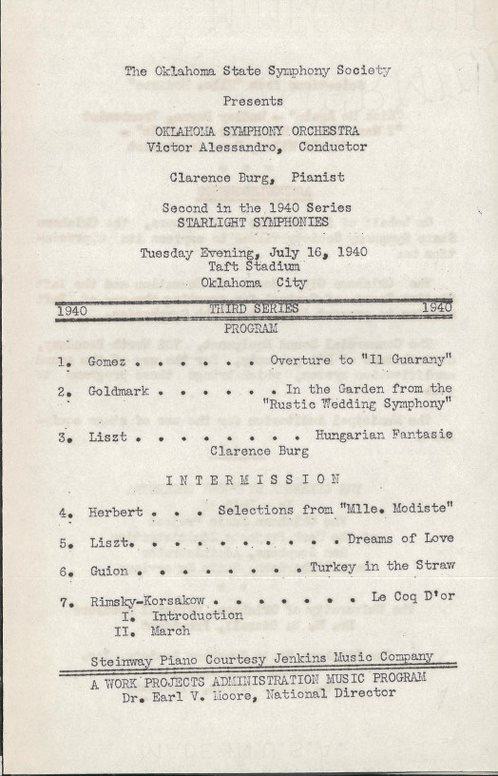 The Oklahoma State Symphony Society
Presents
OKLAHOMA SYMPHONY ORCHESTRA
Victor Alessandro, Conductor
Clarence Burg, Pianist
Second in the 1940 Series
STARLIGHT SYMPHONIES
Tuesday Evening, July 16, 1940
Taft Stadium
Oklahoma City
1940 THIRD SERIES 1940
PROGRAM
1. Gomez . . . . . . Overture to "Il Guarany"
2. Goldmark . . . . . . In the Garden from the
"Rustic Wedding Symphony"
3. Liszt . . . . . . . . Hungarian Fantasie
Clarence Burg
I N T E R M I S S I O N
4. Herbert . . . Selections from "Mlle. Modiste"
5. Liszt. . . . . . . . . . Dreams of Love
6. Guion . . . . . . . . Turkey in the Straw
7. Rimsky-Korsakow . . . . . . . Le Coq D'or
I. Introduction
II. March
Steinway Piano Courtesy Jenkins Music Company
A WORK PROJECTS ADMINISTRATION MUSIC PROGRAM
Dr. Earl V. Moore, National Director